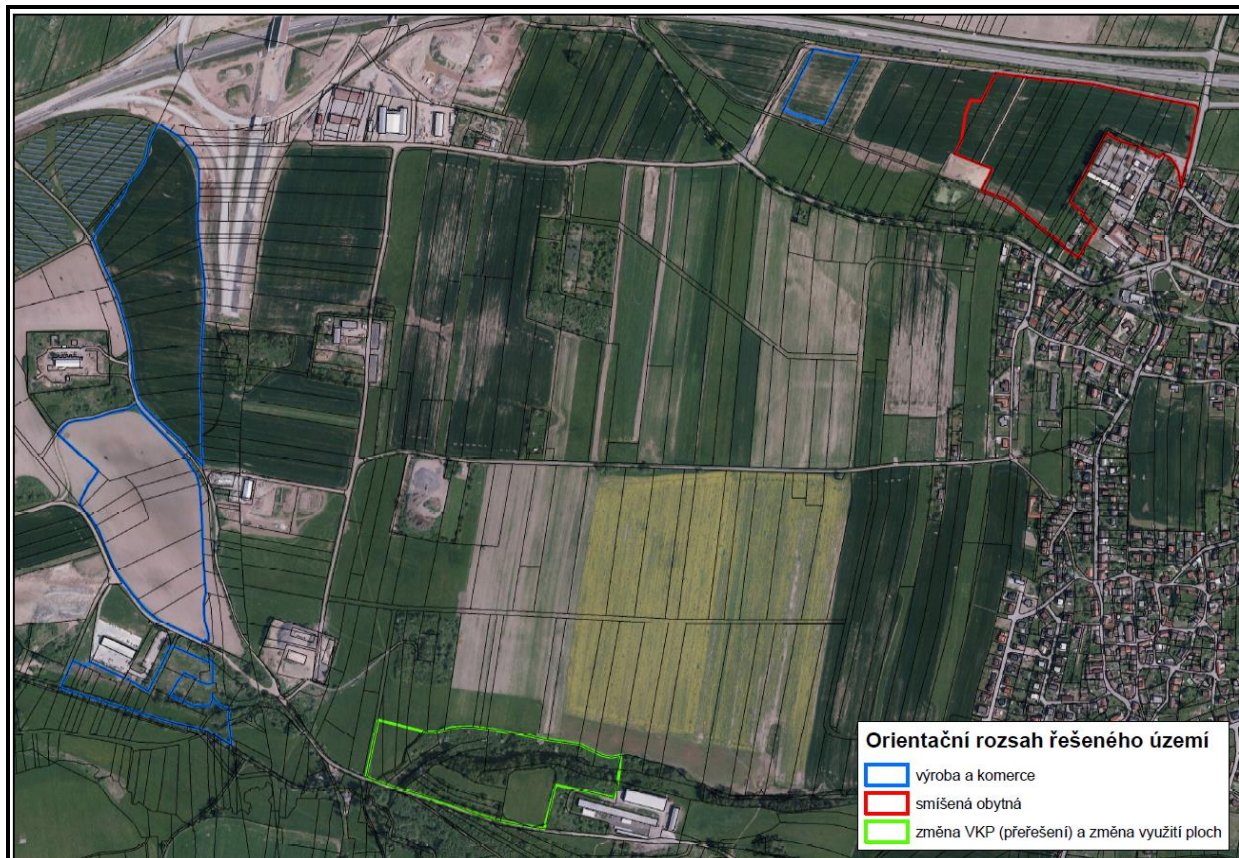 Orientační rozsah řešeného území
výroba a komerce
smíšená obytná
změna VKP (přeřešení) a změna využití ploch